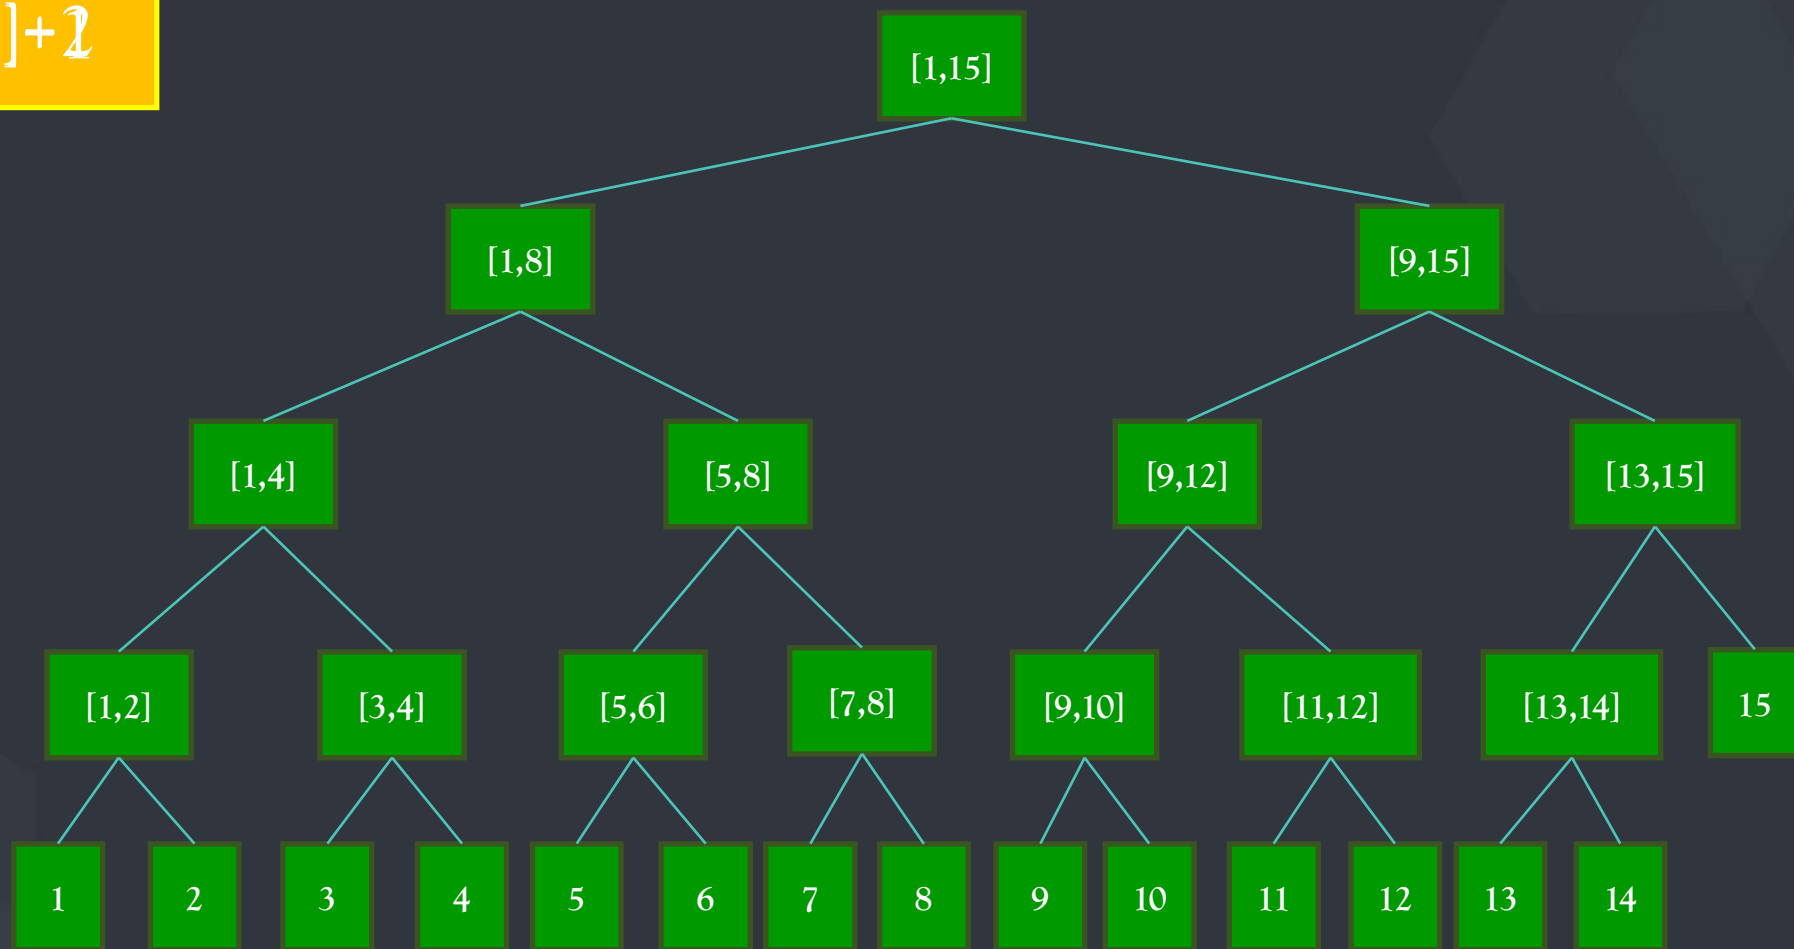 [1,15]
[1,8] [9,15]
[1,4] [5,8] [9,12] [13,15]
[1,2] [3,4] [5,6] [7,8] [9,10] [11,12] [13,14] 15
1 2 3 4 5 6 7 8 9 10 11 12 13 14